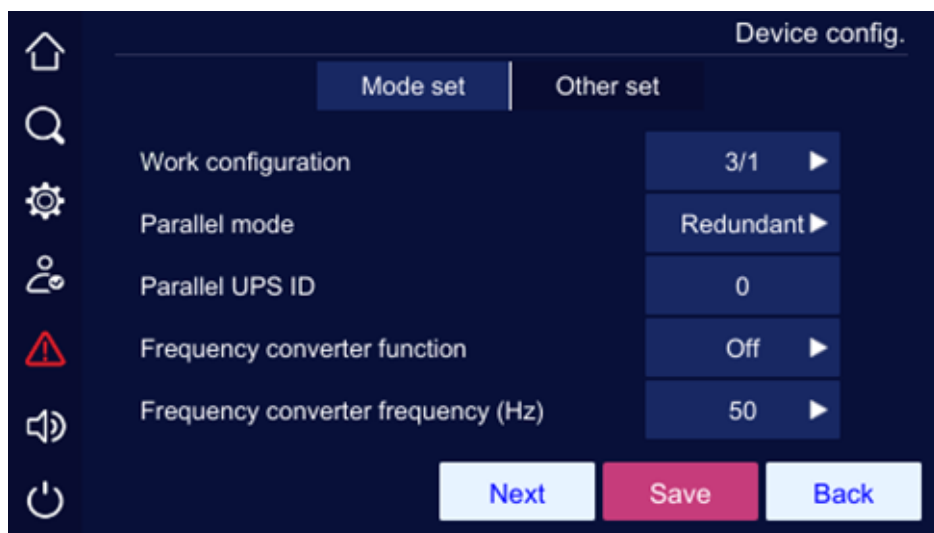 Device config.
Mode set Other set
Work configuration 3/1
Parallel mode Redundant
Parallel UPS ID 0
Frequency converter function Off
Frequency converter frequency (Hz) 50
Next Save Back